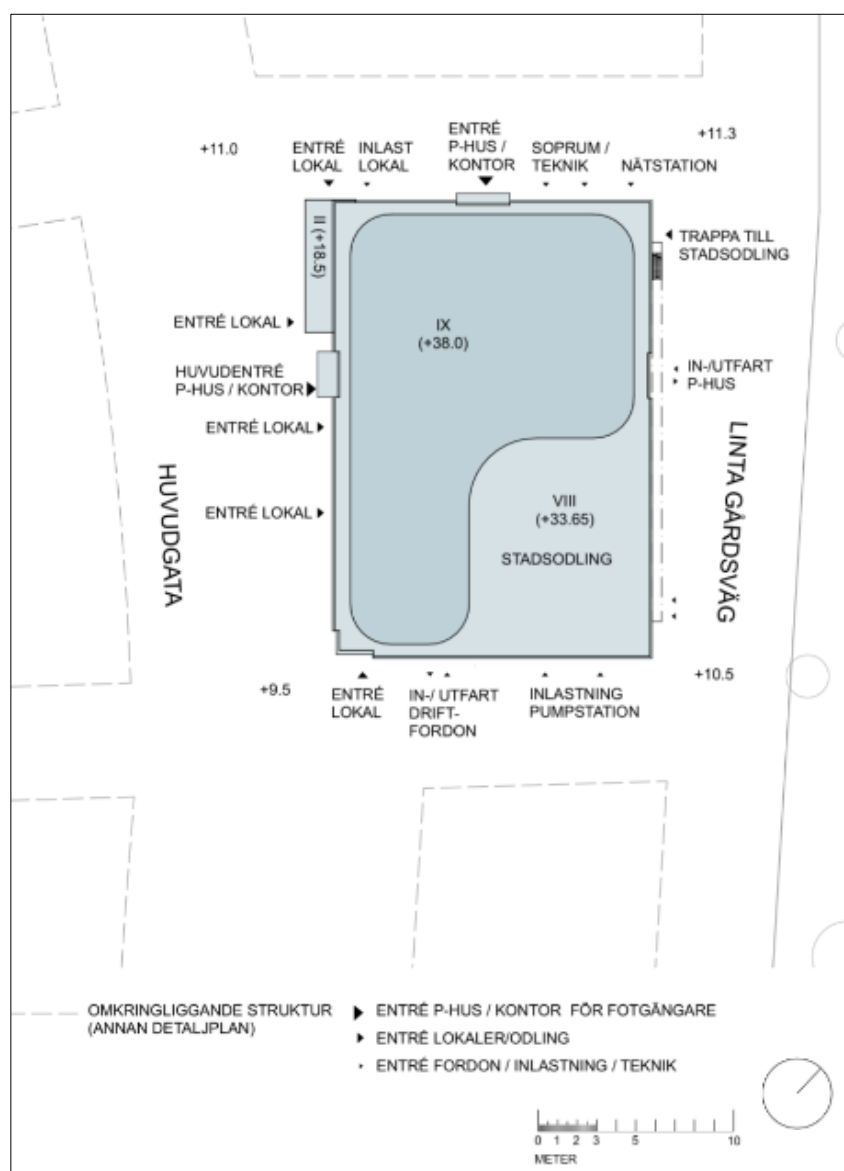 +11.0
ENTRÉ
LOKAL
INLAST
LOKAL
ENTRÉ
P-HUS /
KONTOR
SOPRUM /
TEKNIK
NÄTSTATION
+11.3
II (+18.5)
TRAPPA TILL
STADSODLING
ENTRÉ LOKAL
IX
(+38.0)
HUVUDENTRÉ
P-HUS / KONTOR
IN-/UTFART
P-HUS
ENTRÉ LOKAL
HUVUDGATA
LINTA GÅRDSVÄG
ENTRÉ LOKAL
VIII
(+33.65)
STADSODLING
+9.5
+10.5
ENTRÉ
LOKAL
IN-/ UTFART
DRIFT-
FORDON
INLASTNING
PUMPSTATION
OMKRINGLIGGANDE STRUKTUR
(ANNAN DETALJPLAN)
ENTRÉ P-HUS / KONTOR FÖR FOTGÄNGARE
ENTRÉ LOKALER/ODLING
ENTRÉ FORDON / INLASTNING / TEKNIK
0 1 2 3 5 10
METER